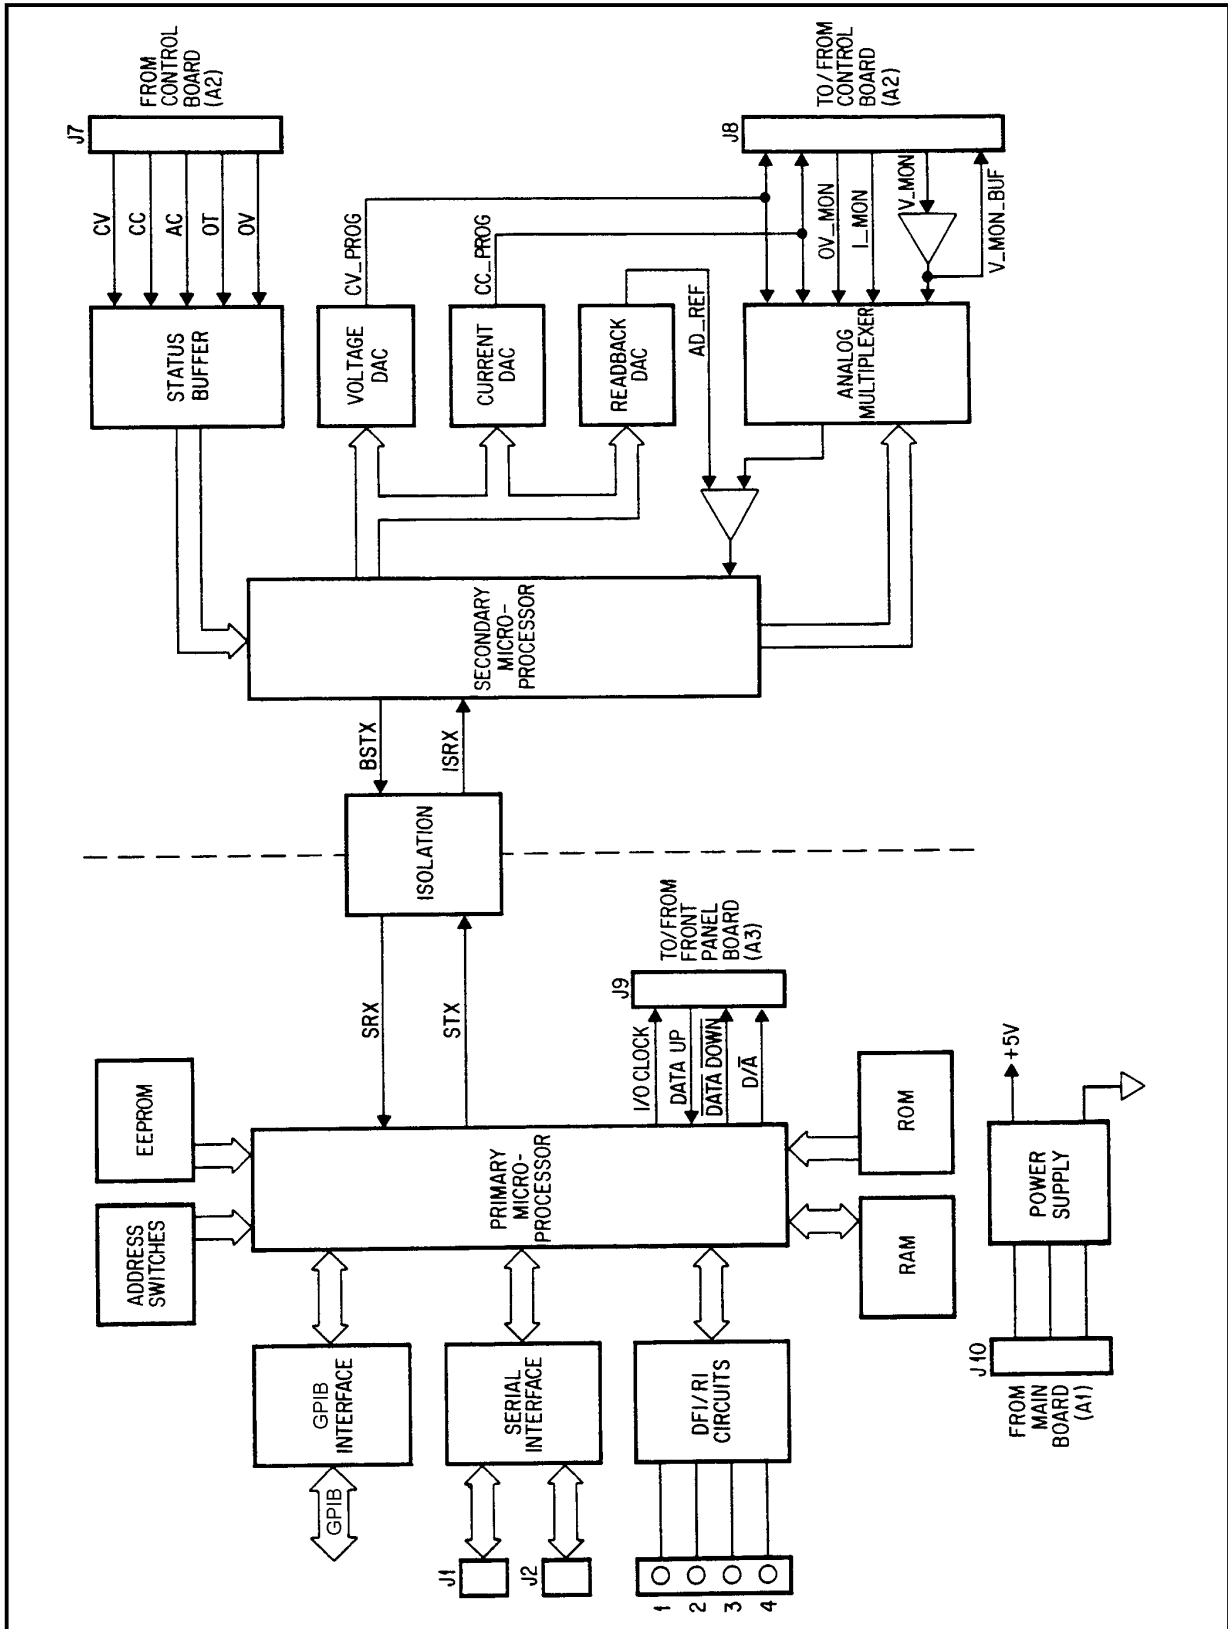 GPIB
GPIB
INTERFACE
J1
J2
SERIAL
INTERFACE
1
2
3
4
DFI/RI
CIRCUITS
ADDRESS
SWITCHES
EEPROM
PRIMARY
MICRO-
PROCESSOR
RAM
ROM
J10
FROM
MAIN
BOARD
(A1)
POWER
SUPPLY
+5V
SRX
STX
I/O CLOCK
DATA UP
DATA DOWN
D/A̅
J9
TO/FROM
FRONT
PANEL
BOARD
(A3)
ISOLATION
BSTX
ISRX
SECONDARY
MICRO-
PROCESSOR
STATUS
BUFFER
CV
CC
AC
OT
OV
J7
FROM
CONTROL
BOARD
(A2)
VOLTAGE
DAC
CV_PROG
CURRENT
DAC
CC_PROG
READBACK
DAC
AD_REF
ANALOG
MULTIPLEXER
OV_MON
I_MON
V_MON
V_MON_BUF
J8
TO/FROM
CONTROL
BOARD
(A2)